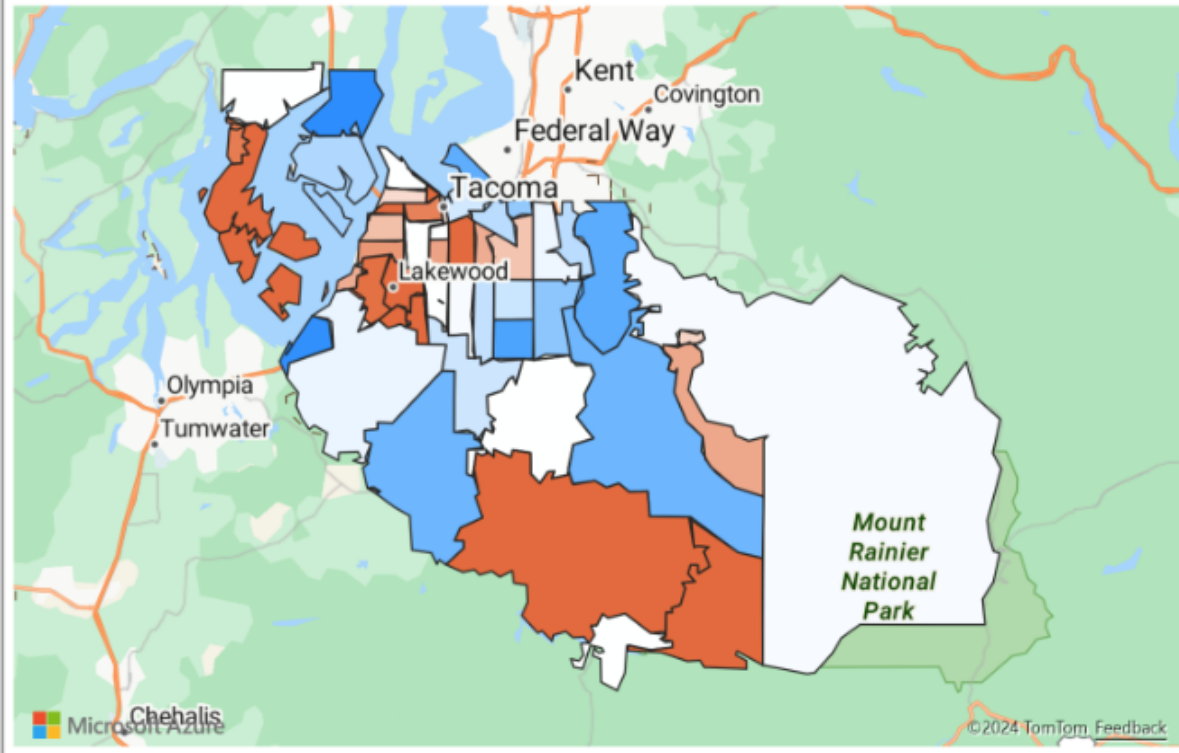 Kent
Covington
Federal Way
Tacoma
Lakewood
Olympia
Tumwater
Mount
Rainier
National
Park
Chehalis
Microsoft Azure
©2024 TomTom Feedback